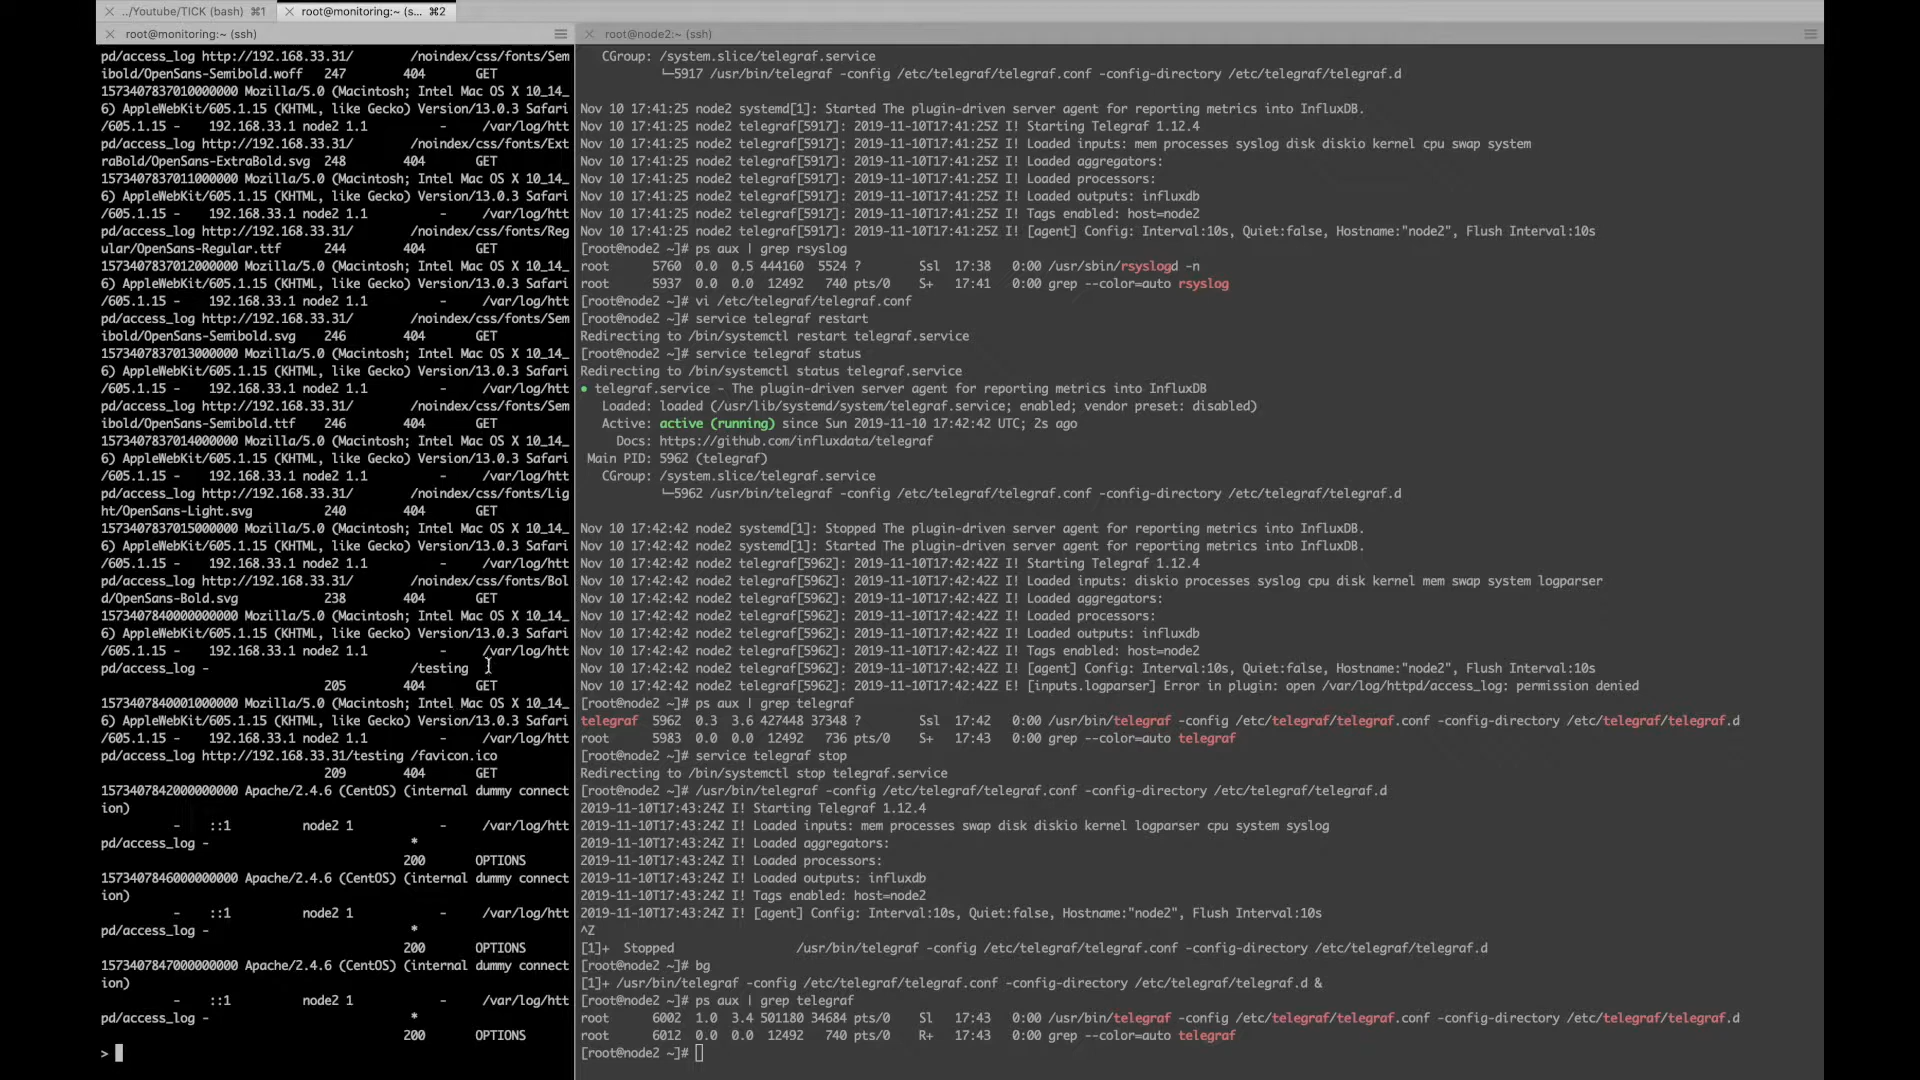 ../Youtube/TICK (bash) ⌘1
root@monitoring:~ (s... ⌘2
root@monitoring:~ (ssh)
pd/access_log http://192.168.33.31/        /noindex/css/fonts/Sem
ibold/OpenSans-Semibold.woff   247        404       GET
1573407837010000000 Mozilla/5.0 (Macintosh; Intel Mac OS X 10_14_
6) AppleWebKit/605.1.15 (KHTML, like Gecko) Version/13.0.3 Safari
/605.1.15 -    192.168.33.1 node2 1.1          -     /var/log/htt
pd/access_log http://192.168.33.31/        /noindex/css/fonts/Ext
raBold/OpenSans-ExtraBold.svg  248        404       GET
1573407837011000000 Mozilla/5.0 (Macintosh; Intel Mac OS X 10_14_
6) AppleWebKit/605.1.15 (KHTML, like Gecko) Version/13.0.3 Safari
/605.1.15 -    192.168.33.1 node2 1.1          -     /var/log/htt
pd/access_log http://192.168.33.31/        /noindex/css/fonts/Reg
ular/OpenSans-Regular.ttf      244        404       GET
1573407837012000000 Mozilla/5.0 (Macintosh; Intel Mac OS X 10_14_
6) AppleWebKit/605.1.15 (KHTML, like Gecko) Version/13.0.3 Safari
/605.1.15 -    192.168.33.1 node2 1.1          -     /var/log/htt
pd/access_log http://192.168.33.31/        /noindex/css/fonts/Sem
ibold/OpenSans-Semibold.svg    246        404       GET
1573407837013000000 Mozilla/5.0 (Macintosh; Intel Mac OS X 10_14_
6) AppleWebKit/605.1.15 (KHTML, like Gecko) Version/13.0.3 Safari
/605.1.15 -    192.168.33.1 node2 1.1          -     /var/log/htt
pd/access_log http://192.168.33.31/        /noindex/css/fonts/Sem
ibold/OpenSans-Semibold.ttf    246        404       GET
1573407837014000000 Mozilla/5.0 (Macintosh; Intel Mac OS X 10_14_
6) AppleWebKit/605.1.15 (KHTML, like Gecko) Version/13.0.3 Safari
/605.1.15 -    192.168.33.1 node2 1.1          -     /var/log/htt
pd/access_log http://192.168.33.31/        /noindex/css/fonts/Lig
ht/OpenSans-Light.svg          240        404       GET
1573407837015000000 Mozilla/5.0 (Macintosh; Intel Mac OS X 10_14_
6) AppleWebKit/605.1.15 (KHTML, like Gecko) Version/13.0.3 Safari
/605.1.15 -    192.168.33.1 node2 1.1          -     /var/log/htt
pd/access_log http://192.168.33.31/        /noindex/css/fonts/Bol
d/OpenSans-Bold.svg            238        404       GET
1573407840000000000 Mozilla/5.0 (Macintosh; Intel Mac OS X 10_14_
6) AppleWebKit/605.1.15 (KHTML, like Gecko) Version/13.0.3 Safari
/605.1.15 -    192.168.33.1 node2 1.1          -     /var/log/htt
pd/access_log -                            /testing
                               205        404       GET
1573407840001000000 Mozilla/5.0 (Macintosh; Intel Mac OS X 10_14_
6) AppleWebKit/605.1.15 (KHTML, like Gecko) Version/13.0.3 Safari
/605.1.15 -    192.168.33.1 node2 1.1          -     /var/log/htt
pd/access_log http://192.168.33.31/testing /favicon.ico
                               209        404       GET
1573407842000000000 Apache/2.4.6 (CentOS) (internal dummy connect
ion)
          -    ::1          node2 1            -     /var/log/htt
pd/access_log -                            *
                                          200       OPTIONS
1573407846000000000 Apache/2.4.6 (CentOS) (internal dummy connect
ion)
          -    ::1          node2 1            -     /var/log/htt
pd/access_log -                            *
                                          200       OPTIONS
1573407847000000000 Apache/2.4.6 (CentOS) (internal dummy connect
ion)
          -    ::1          node2 1            -     /var/log/htt
pd/access_log -                            *
                                          200       OPTIONS
>
root@node2:~ (ssh)
   CGroup: /system.slice/telegraf.service
           └─5917 /usr/bin/telegraf -config /etc/telegraf/telegraf.conf -config-directory /etc/telegraf/telegraf.d
Nov 10 17:41:25 node2 systemd[1]: Started The plugin-driven server agent for reporting metrics into InfluxDB.
Nov 10 17:41:25 node2 telegraf[5917]: 2019-11-10T17:41:25Z I! Starting Telegraf 1.12.4
Nov 10 17:41:25 node2 telegraf[5917]: 2019-11-10T17:41:25Z I! Loaded inputs: mem processes syslog disk diskio kernel cpu swap system
Nov 10 17:41:25 node2 telegraf[5917]: 2019-11-10T17:41:25Z I! Loaded aggregators:
Nov 10 17:41:25 node2 telegraf[5917]: 2019-11-10T17:41:25Z I! Loaded processors:
Nov 10 17:41:25 node2 telegraf[5917]: 2019-11-10T17:41:25Z I! Loaded outputs: influxdb
Nov 10 17:41:25 node2 telegraf[5917]: 2019-11-10T17:41:25Z I! Tags enabled: host=node2
Nov 10 17:41:25 node2 telegraf[5917]: 2019-11-10T17:41:25Z I! [agent] Config: Interval:10s, Quiet:false, Hostname:"node2", Flush Interval:10s
[root@node2 ~]# ps aux | grep rsyslog
root      5760  0.0  0.5 444160  5524 ?        Ssl  17:38   0:00 /usr/sbin/rsyslogd -n
root      5937  0.0  0.0  12492   740 pts/0    S+   17:41   0:00 grep --color=auto rsyslog
[root@node2 ~]# vi /etc/telegraf/telegraf.conf
[root@node2 ~]# service telegraf restart
Redirecting to /bin/systemctl restart telegraf.service
[root@node2 ~]# service telegraf status
Redirecting to /bin/systemctl status telegraf.service
● telegraf.service - The plugin-driven server agent for reporting metrics into InfluxDB
   Loaded: loaded (/usr/lib/systemd/system/telegraf.service; enabled; vendor preset: disabled)
   Active: active (running) since Sun 2019-11-10 17:42:42 UTC; 2s ago
     Docs: https://github.com/influxdata/telegraf
 Main PID: 5962 (telegraf)
   CGroup: /system.slice/telegraf.service
           └─5962 /usr/bin/telegraf -config /etc/telegraf/telegraf.conf -config-directory /etc/telegraf/telegraf.d
Nov 10 17:42:42 node2 systemd[1]: Stopped The plugin-driven server agent for reporting metrics into InfluxDB.
Nov 10 17:42:42 node2 systemd[1]: Started The plugin-driven server agent for reporting metrics into InfluxDB.
Nov 10 17:42:42 node2 telegraf[5962]: 2019-11-10T17:42:42Z I! Starting Telegraf 1.12.4
Nov 10 17:42:42 node2 telegraf[5962]: 2019-11-10T17:42:42Z I! Loaded inputs: diskio processes syslog cpu disk kernel mem swap system logparser
Nov 10 17:42:42 node2 telegraf[5962]: 2019-11-10T17:42:42Z I! Loaded aggregators:
Nov 10 17:42:42 node2 telegraf[5962]: 2019-11-10T17:42:42Z I! Loaded processors:
Nov 10 17:42:42 node2 telegraf[5962]: 2019-11-10T17:42:42Z I! Loaded outputs: influxdb
Nov 10 17:42:42 node2 telegraf[5962]: 2019-11-10T17:42:42Z I! Tags enabled: host=node2
Nov 10 17:42:42 node2 telegraf[5962]: 2019-11-10T17:42:42Z I! [agent] Config: Interval:10s, Quiet:false, Hostname:"node2", Flush Interval:10s
Nov 10 17:42:42 node2 telegraf[5962]: 2019-11-10T17:42:42Z E! [inputs.logparser] Error in plugin: open /var/log/httpd/access_log: permission denied
[root@node2 ~]# ps aux | grep telegraf
telegraf  5962  0.3  3.6 427448 37348 ?        Ssl  17:42   0:00 /usr/bin/telegraf -config /etc/telegraf/telegraf.conf -config-directory /etc/telegraf/telegraf.d
root      5983  0.0  0.0  12492   736 pts/0    S+   17:43   0:00 grep --color=auto telegraf
[root@node2 ~]# service telegraf stop
Redirecting to /bin/systemctl stop telegraf.service
[root@node2 ~]# /usr/bin/telegraf -config /etc/telegraf/telegraf.conf -config-directory /etc/telegraf/telegraf.d
2019-11-10T17:43:24Z I! Starting Telegraf 1.12.4
2019-11-10T17:43:24Z I! Loaded inputs: mem processes swap disk diskio kernel logparser cpu system syslog
2019-11-10T17:43:24Z I! Loaded aggregators:
2019-11-10T17:43:24Z I! Loaded processors:
2019-11-10T17:43:24Z I! Loaded outputs: influxdb
2019-11-10T17:43:24Z I! Tags enabled: host=node2
2019-11-10T17:43:24Z I! [agent] Config: Interval:10s, Quiet:false, Hostname:"node2", Flush Interval:10s
^Z
[1]+  Stopped                 /usr/bin/telegraf -config /etc/telegraf/telegraf.conf -config-directory /etc/telegraf/telegraf.d
[root@node2 ~]# bg
[1]+ /usr/bin/telegraf -config /etc/telegraf/telegraf.conf -config-directory /etc/telegraf/telegraf.d &
[root@node2 ~]# ps aux | grep telegraf
root      6002  1.0  3.4 501180 34684 pts/0    Sl   17:43   0:00 /usr/bin/telegraf -config /etc/telegraf/telegraf.conf -config-directory /etc/telegraf/telegraf.d
root      6012  0.0  0.0  12492   740 pts/0    R+   17:43   0:00 grep --color=auto telegraf
[root@node2 ~]#